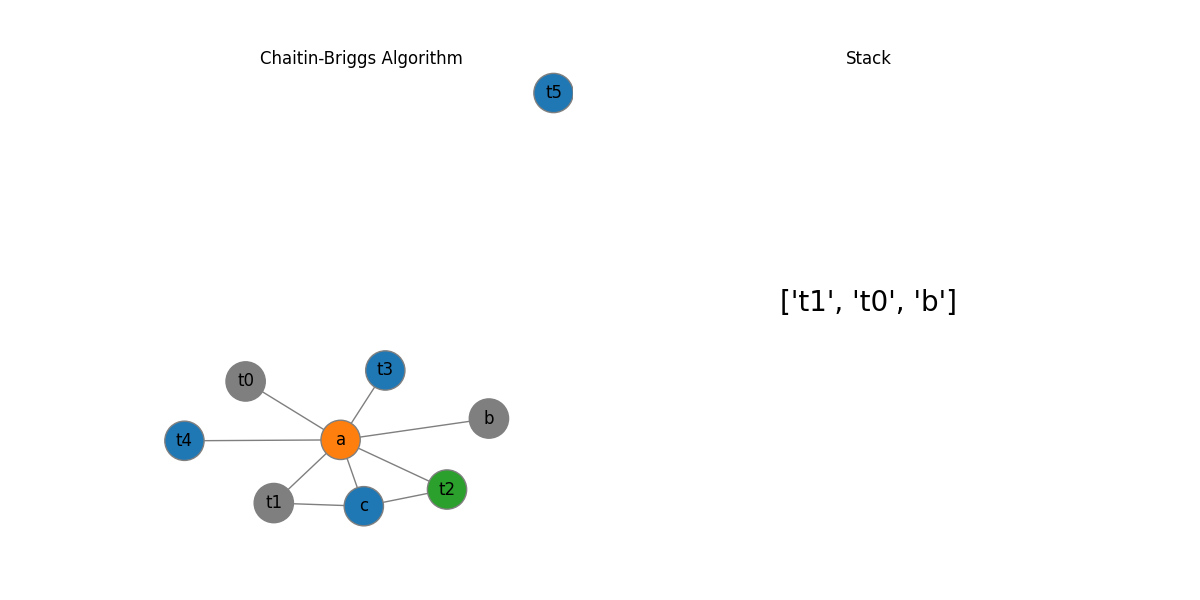 Chaitin-Briggs Algorithm
Stack
t5
['t1', 't0', 'b']
t3
t0
b
a
t4
t2
t1
c